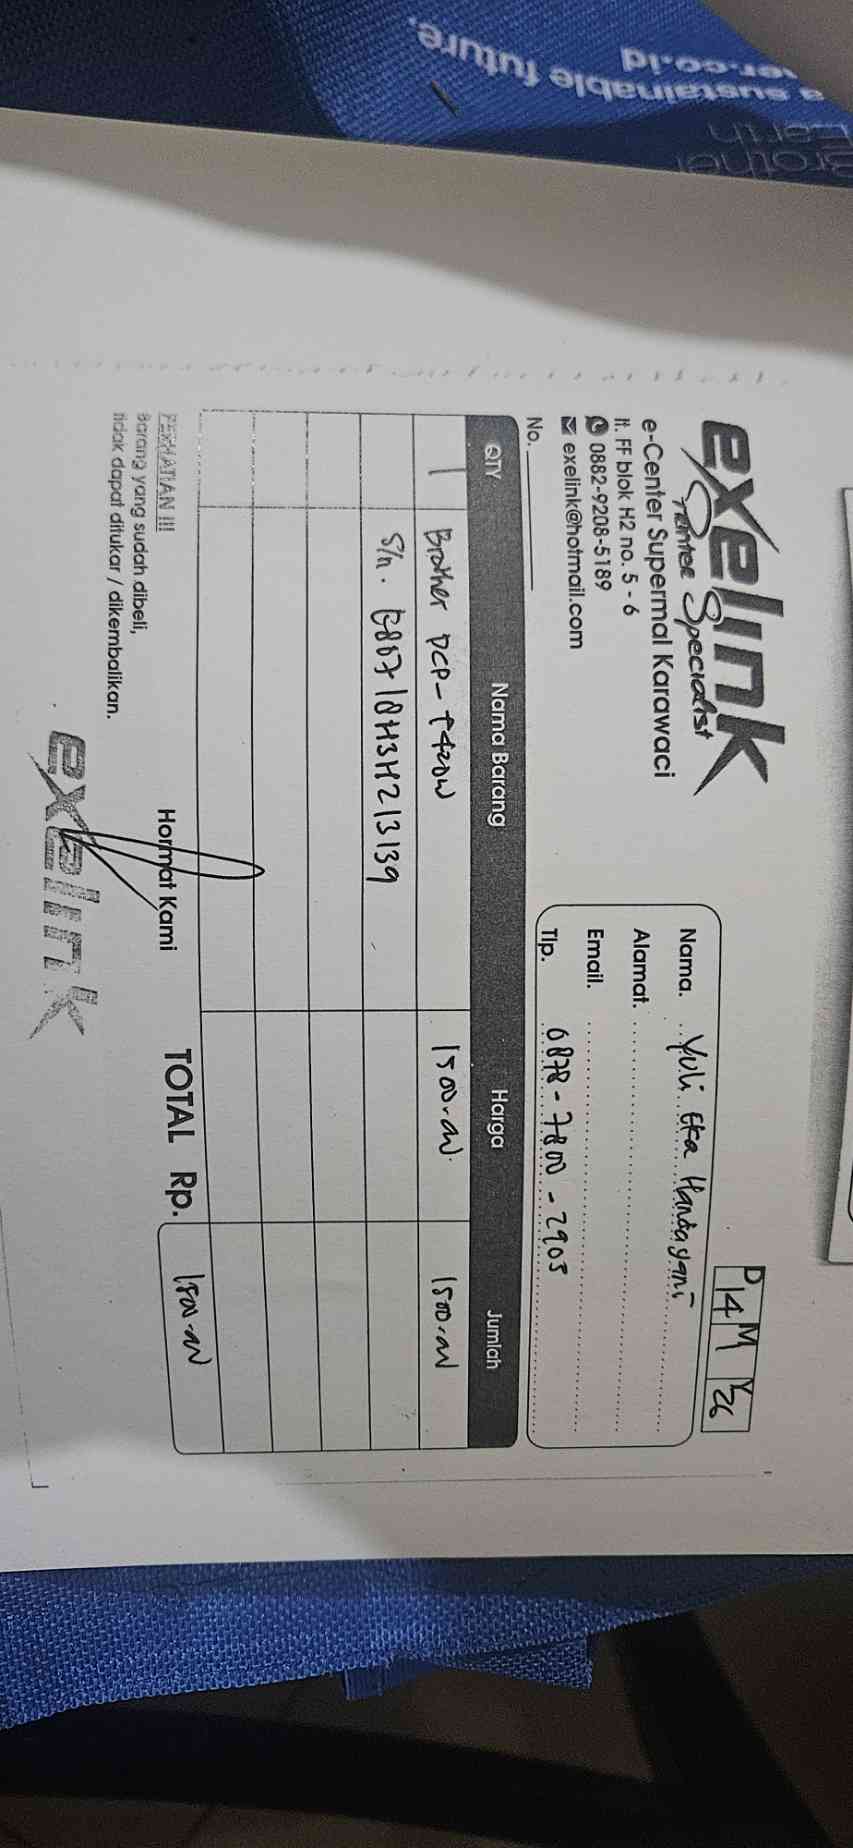 a sustainable future.
er.co.id
Brother
Earth
exelink
Printer Specialist
e-Center Supermal Karawaci
lt. FF blok H2 no. 5 - 6
0882-9208-5189
exelink@hotmail.com
No.
D 14 M Y 26
Nama. Yuli Eka Handayani
Alamat.
Email.
Tlp. 0878 - 7800 - 2905
QTY Nama Barang Harga Jumlah
1 Brother DCP-T420W 1500.000 1500.000
S/n.
PERHATIAN !!!
Barang yang sudah dibeli,
tidak dapat ditukar / dikembalikan.
Hormat Kami
TOTAL Rp. 1500.000
exelink